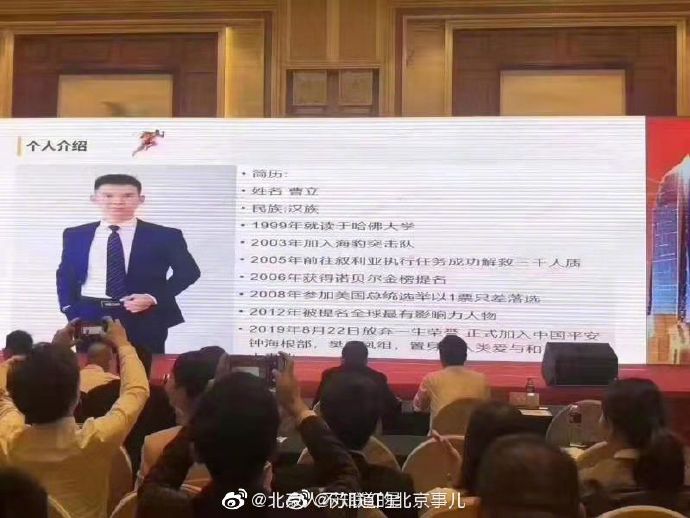 个人介绍
• 简历:
• 姓名 曹立
• 民族:汉族
• 1999年就读于哈佛大学
• 2003年加入海豹突击队
• 2005年前往叙利亚执行任务成功解救三千人质
• 2006年获得诺贝尔金榜提名
• 2008年参加美国总统选举以1票只差落选
• 2012年被提名全球最有影响力人物
• 2019年8月22日放弃一生荣誉 正式加入中国平安
钟海根部,
置身
人类爱与和